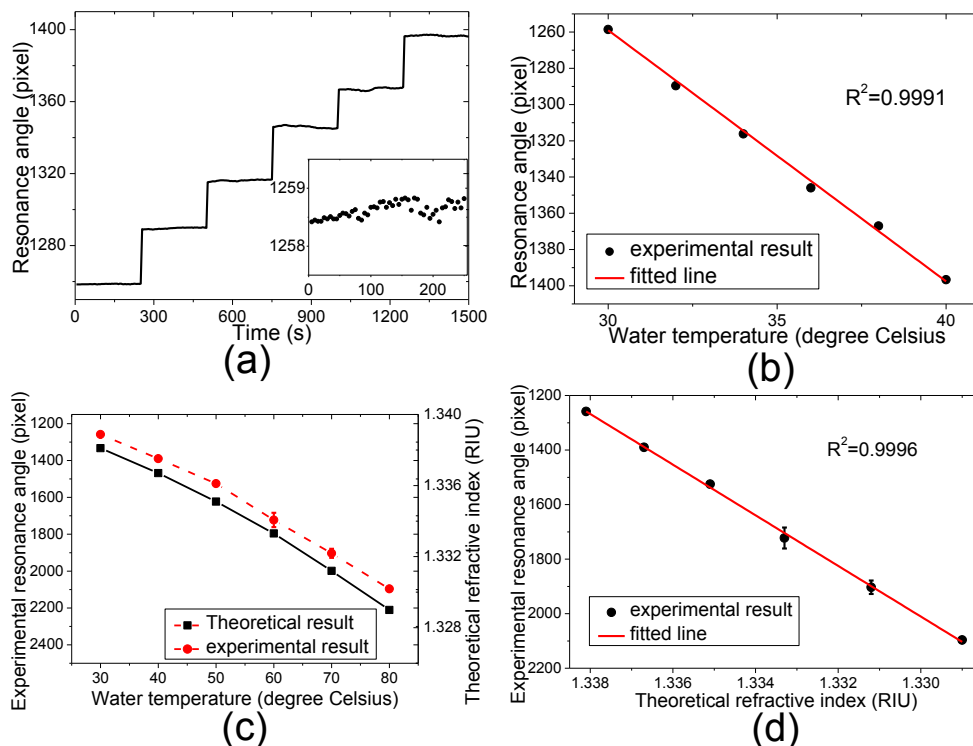 Resonance angle (pixel)
1400
1360
1320
1280
1259
1258
0 100 200
0 300 600 900 1200 1500
Time (s)
(a)
Resonance angle (pixel)
1260
1280
1300
1320
1340
1360
1380
1400
R²=0.9991
experimental result
fitted line
30 32 34 36 38 40
Water temperature (degree Celsius
(b)
Experimental resonance angle (pixel)
1200
1400
1600
1800
2000
2200
2400
Theoretical result
experimental result
30 40 50 60 70 80
Water temperature (degree Celsius)
1.340
1.336
1.332
1.328
Theoretical refractive index (RIU)
(c)
Experimental resonance angle (pixel)
1200
1400
1600
1800
2000
2200
R²=0.9996
experimental result
fitted line
1.338 1.336 1.334 1.332 1.330
Theoretical refractive index (RIU)
(d)